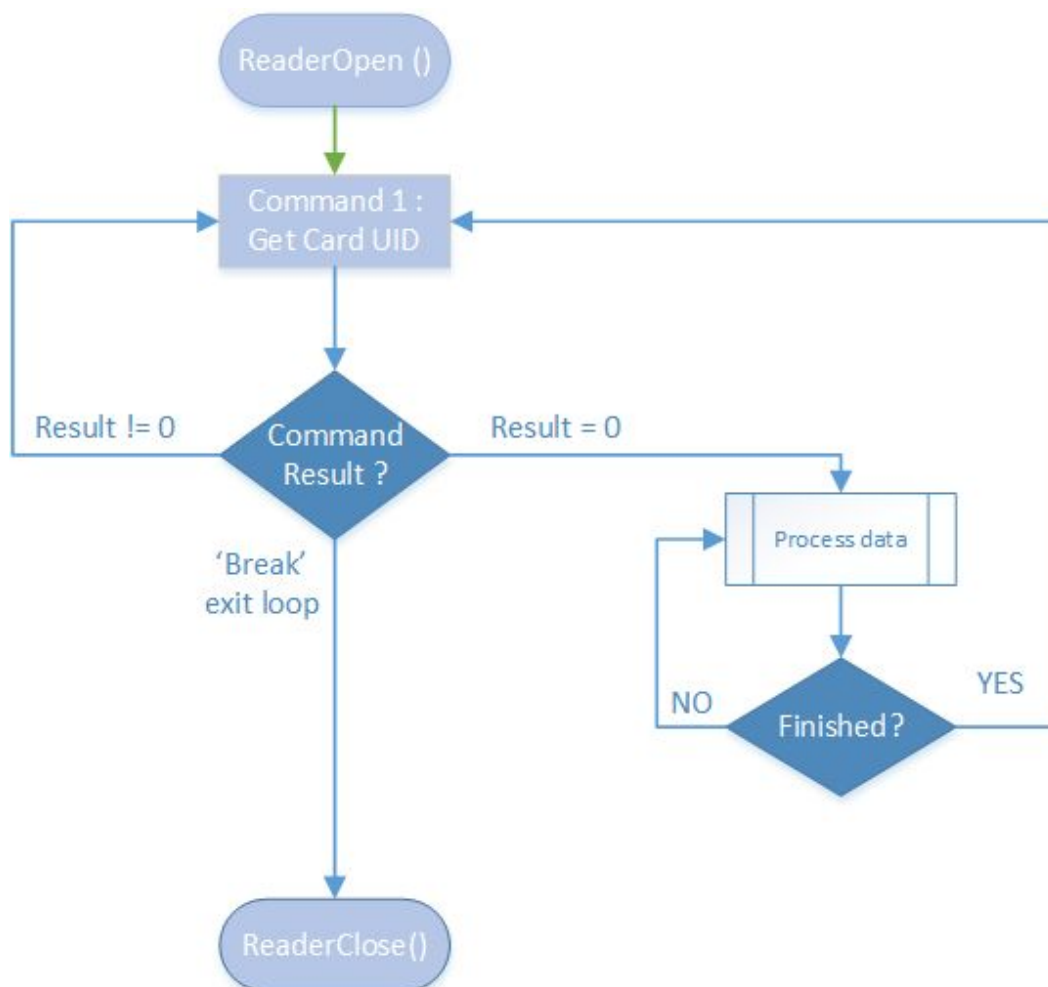 ReaderOpen ()
Command 1 :
Get Card UID
Result != 0
Command
Result ?
Result = 0
Process data
‘Break’
exit loop
NO
Finished?
YES
ReaderClose()